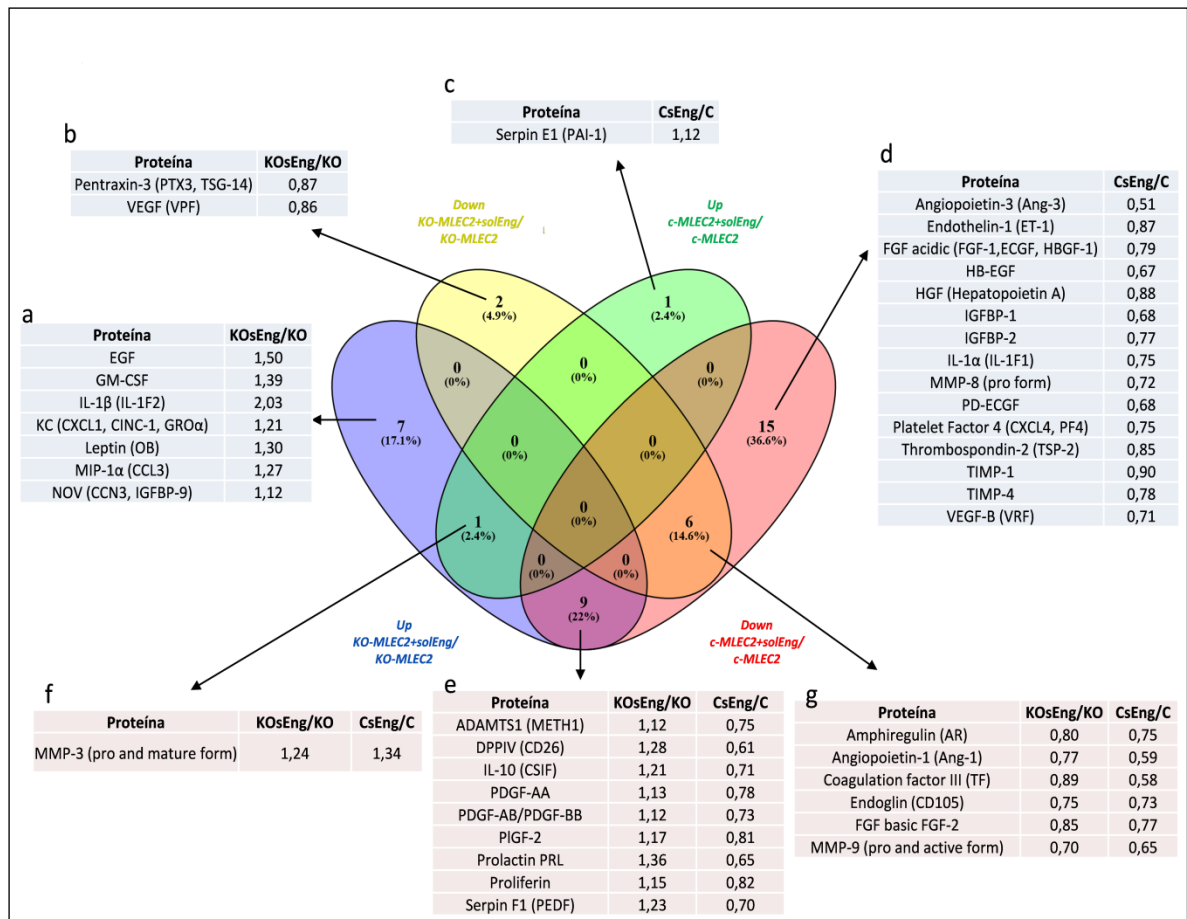 c
Proteína CsEng/C
Serpin E1 (PAI-1) 1,12
b
Proteína KOsEng/KO
Pentraxin-3 (PTX3, TSG-14) 0,87
VEGF (VPF) 0,86
d
Proteína CsEng/C
Angiopoietin-3 (Ang-3) 0,51
Endothelin-1 (ET-1) 0,87
FGF acidic (FGF-1,ECGF, HBGF-1) 0,79
HB-EGF 0,67
HGF (Hepatopoietin A) 0,88
IGFBP-1 0,68
IGFBP-2 0,77
IL-1α (IL-1F1) 0,75
MMP-8 (pro form) 0,72
PD-ECGF 0,68
Platelet Factor 4 (CXCL4, PF4) 0,75
Thrombospondin-2 (TSP-2) 0,85
TIMP-1 0,90
TIMP-4 0,78
VEGF-B (VRF) 0,71
Down
KO-MLEC2+solEng/
KO-MLEC2
Up
c-MLEC2+solEng/
c-MLEC2
a
Proteína KOsEng/KO
EGF 1,50
GM-CSF 1,39
IL-1β (IL-1F2) 2,03
KC (CXCL1, CINC-1, GROα) 1,21
Leptin (OB) 1,30
MIP-1α (CCL3) 1,27
NOV (CCN3, IGFBP-9) 1,12
2
(4.9%)
1
(2.4%)
0
(0%)
0
(0%)
0
(0%)
7
(17.1%)
15
(36.6%)
0
(0%)
0
(0%)
0
(0%)
1
(2.4%)
6
(14.6%)
0
(0%)
0
(0%)
9
(22%)
Up
KO-MLEC2+solEng/
KO-MLEC2
Down
c-MLEC2+solEng/
c-MLEC2
f
Proteína KOsEng/KO CsEng/C
MMP-3 (pro and mature form) 1,24 1,34
e
Proteína KOsEng/KO CsEng/C
ADAMTS1 (METH1) 1,12 0,75
DPPIV (CD26) 1,28 0,61
IL-10 (CSIF) 1,21 0,71
PDGF-AA 1,13 0,78
PDGF-AB/PDGF-BB 1,12 0,73
PlGF-2 1,17 0,81
Prolactin PRL 1,36 0,65
Proliferin 1,15 0,82
Serpin F1 (PEDF) 1,23 0,70
g
Proteína KOsEng/KO CsEng/C
Amphiregulin (AR) 0,80 0,75
Angiopoietin-1 (Ang-1) 0,77 0,59
Coagulation factor III (TF) 0,89 0,58
Endoglin (CD105) 0,75 0,73
FGF basic FGF-2 0,85 0,77
MMP-9 (pro and active form) 0,70 0,65